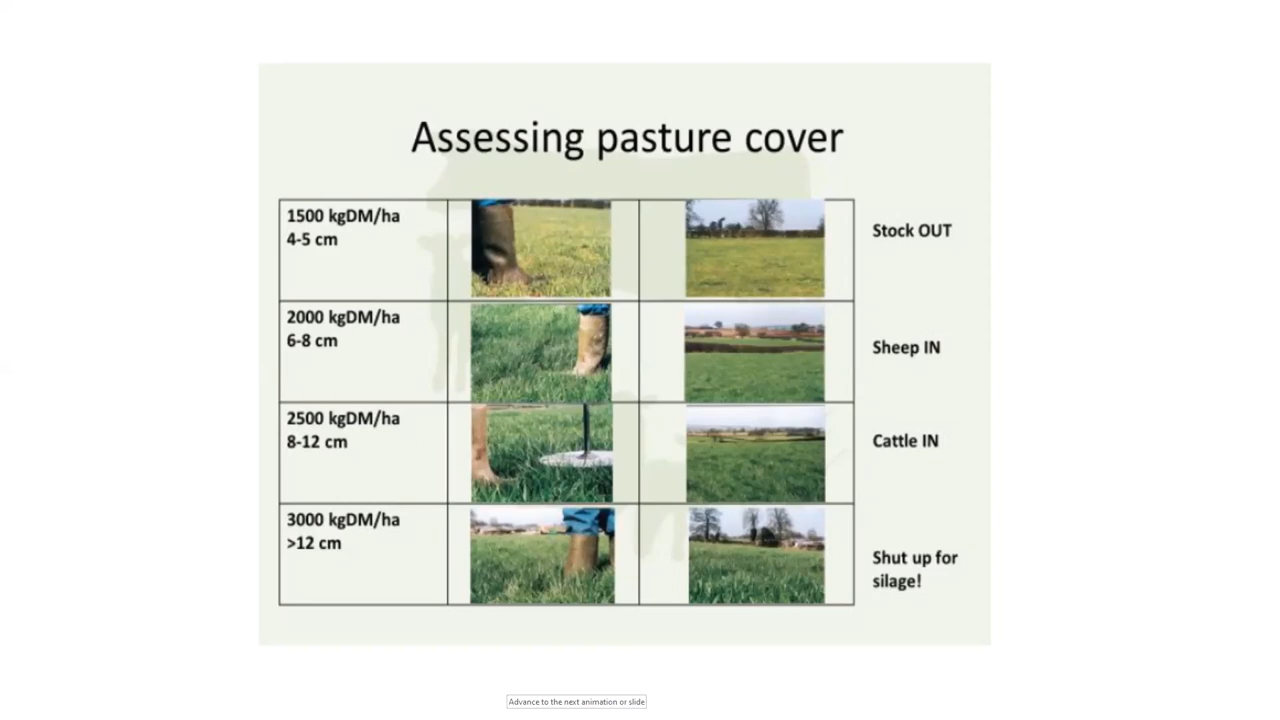 Assessing pasture cover
1500 kgDM/ha
4-5 cm
Stock OUT
2000 kgDM/ha
6-8 cm
Sheep IN
2500 kgDM/ha
8-12 cm
Cattle IN
3000 kgDM/ha
>12 cm
Shut up for
silage!
Advance to the next animation or slide